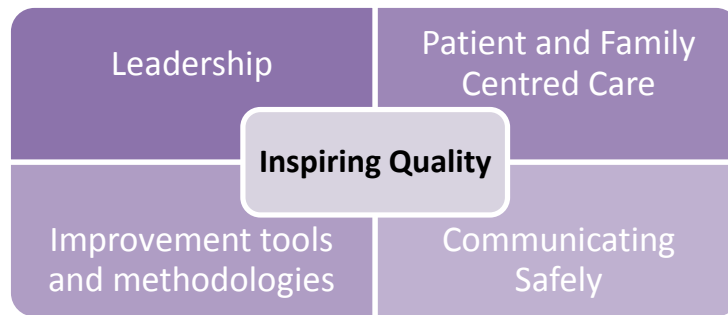 Leadership
Patient and Family
Centred Care
Inspiring Quality
Improvement tools
and methodologies
Communicating
Safely